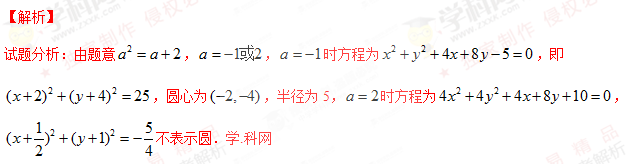 【解析】
试题分析：由题意a²=a+2，a=−1或2，a=−1时方程为x²+y²+4x+8y−5=0，即
(x+2)²+(y+4)²=25，圆心为(−2,−4)，半径为5，a=2时方程为4x²+4y²+4x+8y+10=0，
(x+1/2)²+(y+1)²=−5/4不表示圆．学.科网